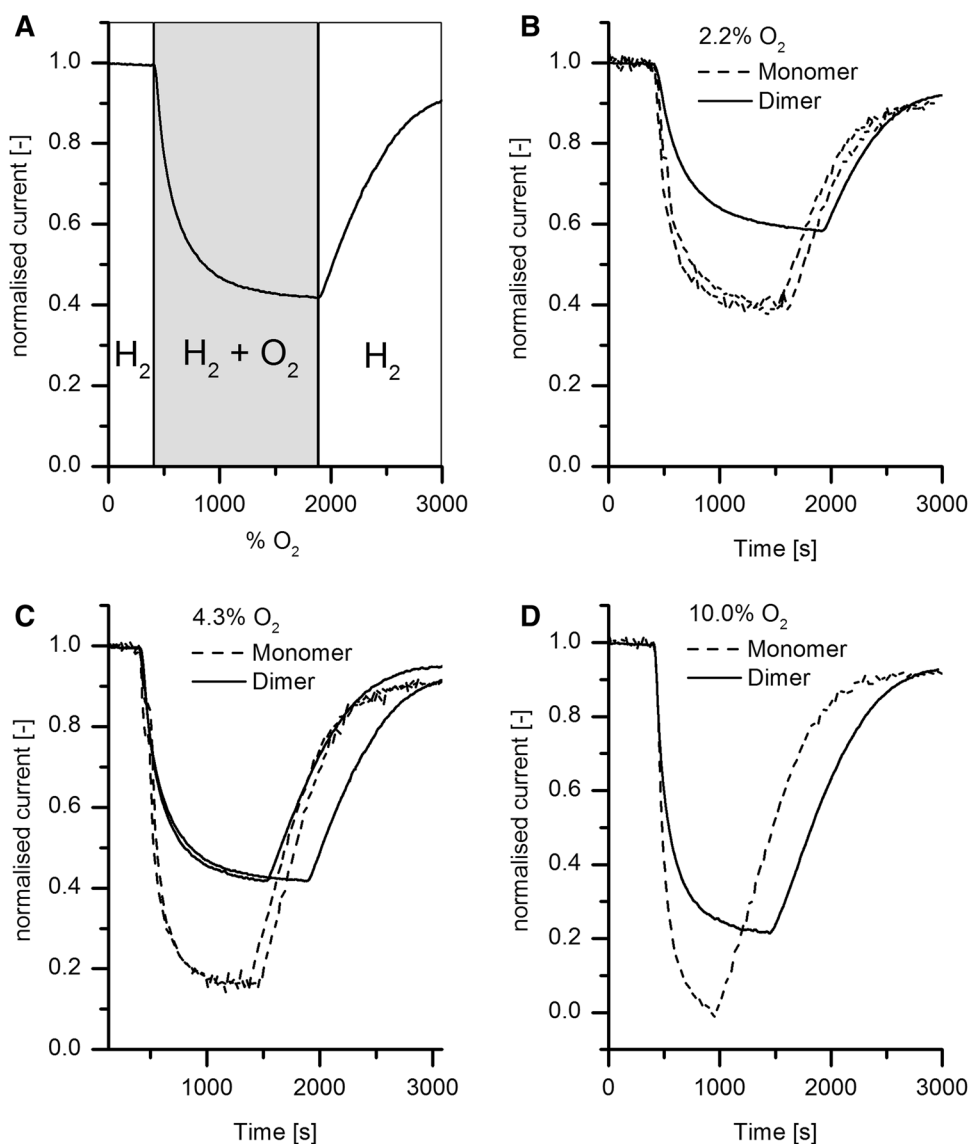 A
1.0
0.8
0.6
0.4
0.2
0.0
normalised current [-]
H2
H2 + O2
H2
0
1000
2000
3000
% O2
B
2.2% O2
Monomer
Dimer
1.0
0.8
0.6
0.4
0.2
0.0
normalised current [-]
0
1000
2000
3000
Time [s]
C
4.3% O2
Monomer
Dimer
1.0
0.8
0.6
0.4
0.2
0.0
normalised current [-]
1000
2000
3000
Time [s]
D
10.0% O2
Monomer
Dimer
1.0
0.8
0.6
0.4
0.2
0.0
normalised current [-]
0
1000
2000
3000
Time [s]